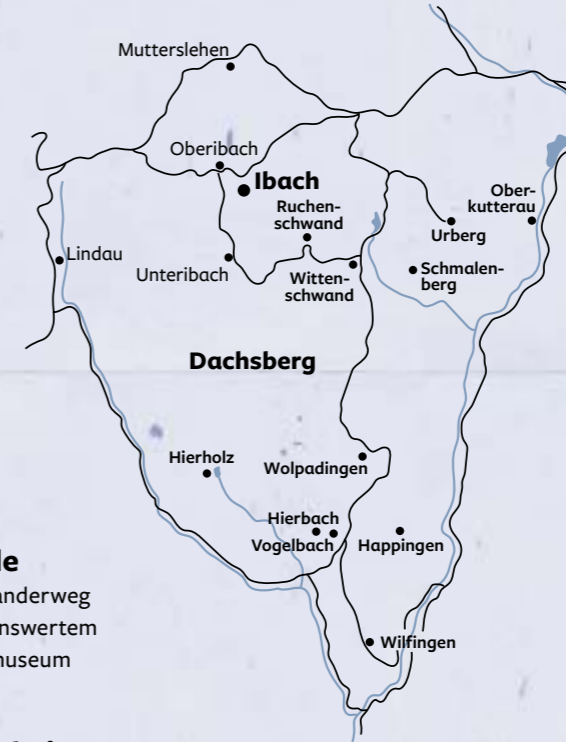 Mutterslehen
Oberibach
Ibach
Ruchen-
schwand
Ober-
kutterau
Urberg
Lindau
Unteribach
Witten-
schwand
Schmalen-
berg
Dachsberg
Hierholz
Wolpadingen
Hierbach
Vogelbach
Happingen
le
anderweg
nswertem
museum
Wilfingen